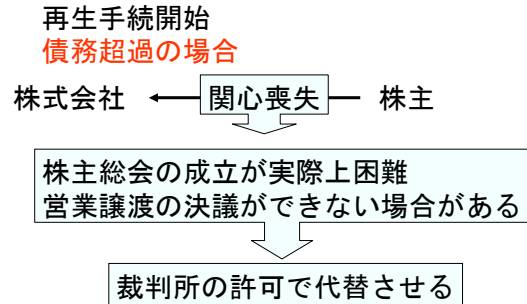 再生手続開始
債務超過の場合
株式会社 関心喪失 株主
株主総会の成立が実際上困難
営業譲渡の決議ができない場合がある
裁判所の許可で代替させる